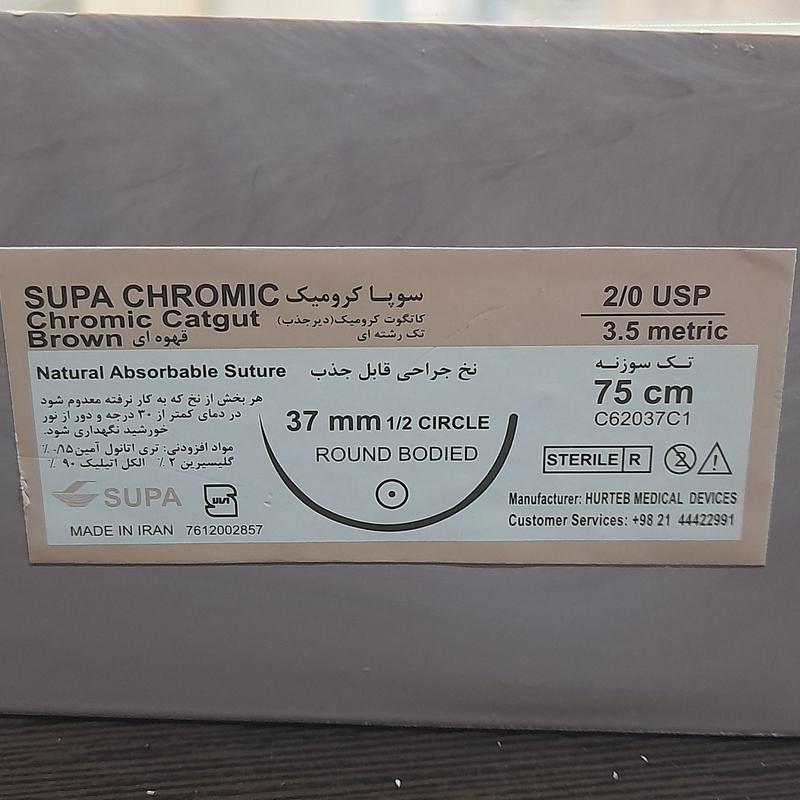 SUPA CHROMIC سوپا کرومیک
Chromic Catgut کاتگوت کرومیک(دیرجذب)
Brown قهوه ای تک رشته ای
2/0 USP
3.5 metric
Natural Absorbable Suture نخ جراحی قابل جذب
هر بخش از نخ که به کار نرفته معدوم شود
در دمای کمتر از ۳۰ درجه و دور از نور
خورشید نگهداری شود.
مواد افزودنی: تری اتانول آمین ۰/۱۵ ٪
گلیسیرین ۲ ٪ الکل اتیلیک ۹۰ ٪
SUPA
MADE IN IRAN 7612002857
37 mm 1/2 CIRCLE
ROUND BODIED
تک سوزنه
75 cm
C62037C1
STERILE R
2
Manufacturer: HURTEB MEDICAL DEVICES
Customer Services: +98 21 44422991